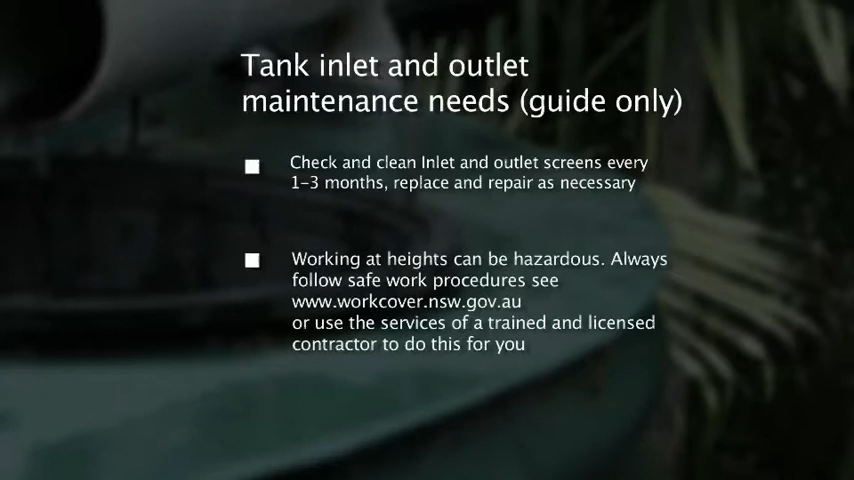 Tank inlet and outlet
maintenance needs (guide only)
Check and clean Inlet and outlet screens every
1-3 months, replace and repair as necessary
Working at heights can be hazardous. Always
follow safe work procedures see
www.workcover.nsw.gov.au
or use the services of a trained and licensed
contractor to do this for you